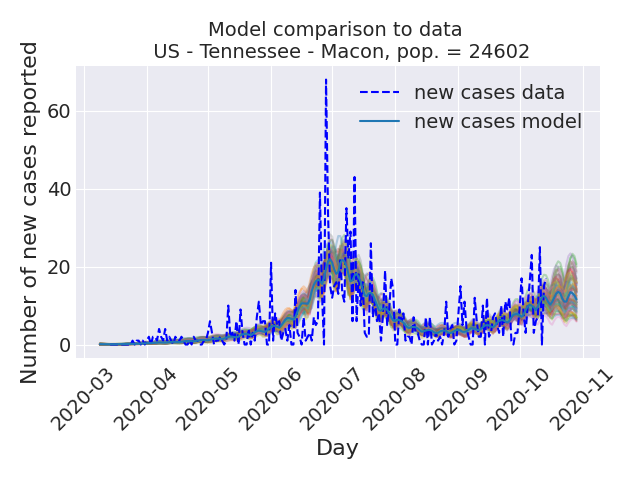 Model comparison to data
US - Tennessee - Macon, pop. = 24602
Number of new cases reported
60
40
20
0
new cases data
new cases model
2020-03
2020-04
2020-05
2020-06
2020-07
2020-08
2020-09
2020-10
2020-11
Day